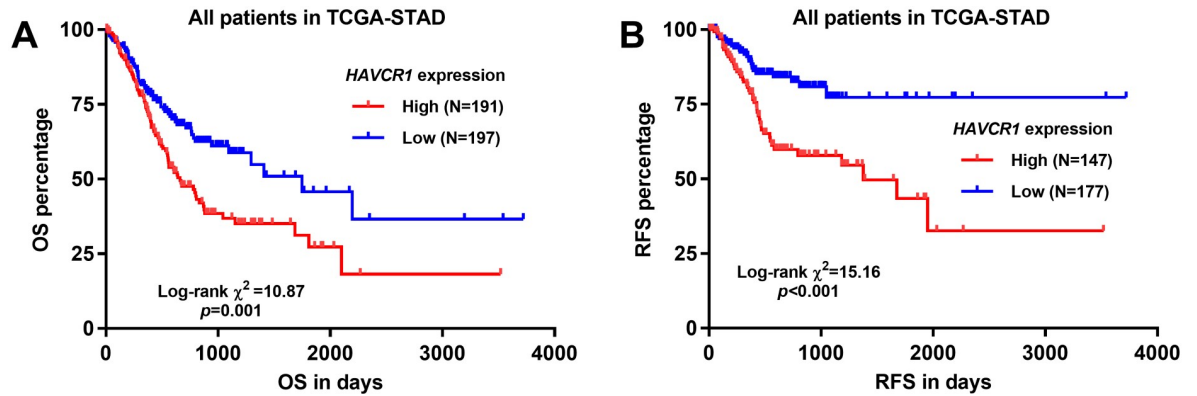 A
All patients in TCGA-STAD
100
75
50
25
0
OS percentage
HAVCR1 expression
High (N=191)
Low (N=197)
Log-rank χ²=10.87
p=0.001
0 1000 2000 3000 4000
OS in days
B
All patients in TCGA-STAD
100
75
50
25
0
RFS percentage
HAVCR1 expression
High (N=147)
Low (N=177)
Log-rank χ²=15.16
p<0.001
0 1000 2000 3000 4000
RFS in days